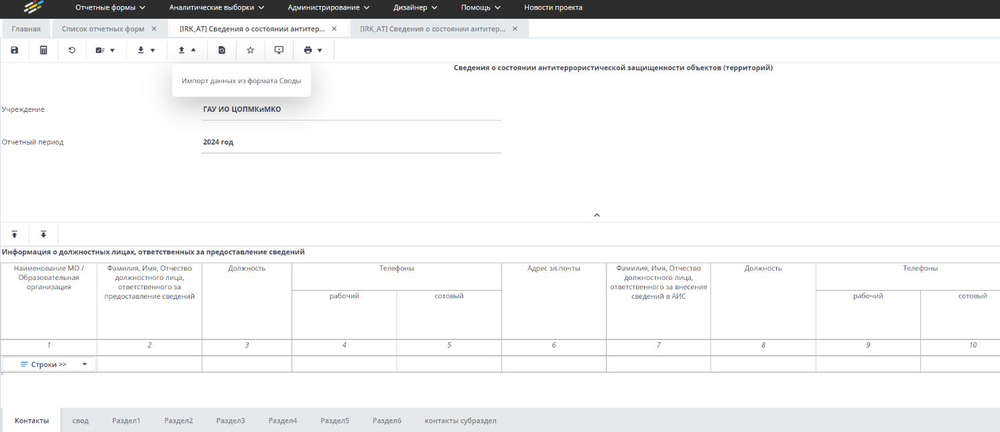 Отчетные формы Аналитические выборки Администрирование Дизайнер Помощь Новости проекта
Главная Список отчетных форм [IRK_AT] Сведения о состоянии антитер... [IRK_AT] Сведения о состоянии антитер...
Сведения о состоянии антитеррористической защищенности объектов (территорий)
Импорт данных из формата Своды
Учреждение ГАУ ИО ЦОПМКиМКО
Отчетный период 2024 год
Информация о должностных лицах, ответственных за предоставление сведений
Наименование МО /
Образовательная
организация
Фамилия, Имя, Отчество
должностного лица,
ответственного за
предоставление сведений
Должность
Телефоны
рабочий сотовый
Адрес эл.почты
Фамилия, Имя, Отчество
должностного лица,
ответственного за внесение
сведений в АИС
Должность
Телефоны
рабочий сотовый
1 2 3 4 5 6 7 8 9 10
Строки >>
Контакты свод Раздел1 Раздел2 Раздел3 Раздел4 Раздел5 Раздел6 контакты субраздел